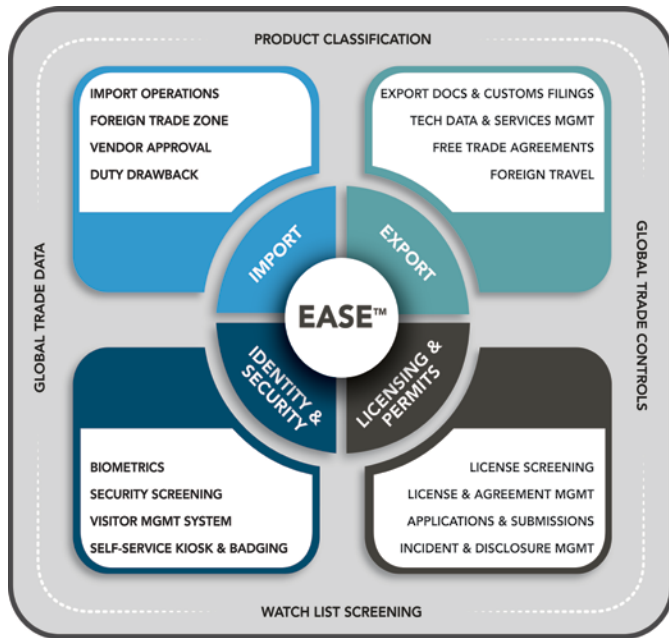 PRODUCT CLASSIFICATION
IMPORT OPERATIONS
FOREIGN TRADE ZONE
VENDOR APPROVAL
DUTY DRAWBACK
EXPORT DOCS & CUSTOMS FILINGS
TECH DATA & SERVICES MGMT
FREE TRADE AGREEMENTS
FOREIGN TRAVEL
GLOBAL TRADE DATA
IMPORT
EXPORT
EASE™
IDENTITY &
SECURITY
LICENSING &
PERMITS
GLOBAL TRADE CONTROLS
BIOMETRICS
SECURITY SCREENING
VISITOR MGMT SYSTEM
SELF-SERVICE KIOSK & BADGING
LICENSE SCREENING
LICENSE & AGREEMENT MGMT
APPLICATIONS & SUBMISSIONS
INCIDENT & DISCLOSURE MGMT
WATCH LIST SCREENING